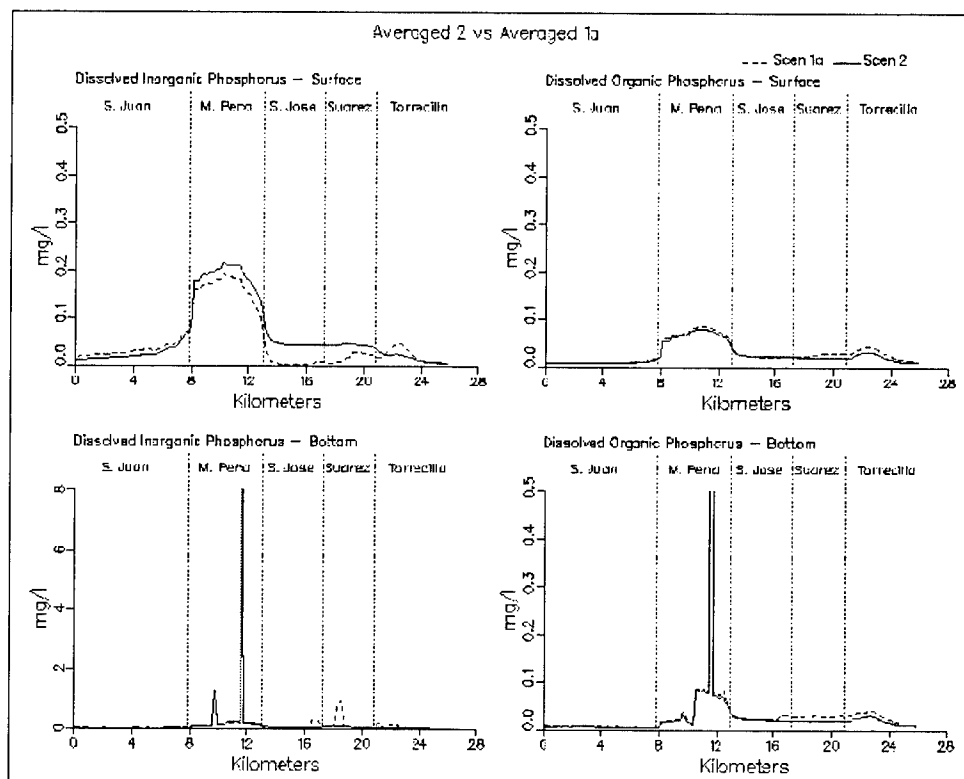 Averaged 2 vs Averaged 1a
Scen 1a Scen 2
Dissolved Inorganic Phosphorus – Surface
S. Juan M. Pena S. Jose Suarez Torrecilla
0.5
0.4
0.3
0.2
0.1
0.0
mg/l
0 4 8 12 16 20 24 28
Kilometers
Dissolved Organic Phosphorus – Surface
S. Juan M. Pena S. Jose Suarez Torrecilla
0.5
0.4
0.3
0.2
0.1
0.0
mg/l
0 4 8 12 16 20 24 28
Kilometers
Dissolved Inorganic Phosphorus – Bottom
S. Juan M. Pena S. Jose Suarez Torrecilla
8
6
4
2
0
mg/l
0 4 8 12 16 20 24 28
Kilometers
Dissolved Organic Phosphorus – Bottom
S. Juan M. Pena S. Jose Suarez Torrecilla
0.5
0.4
0.3
0.2
0.1
0.0
mg/l
0 4 8 12 16 20 24 28
Kilometers